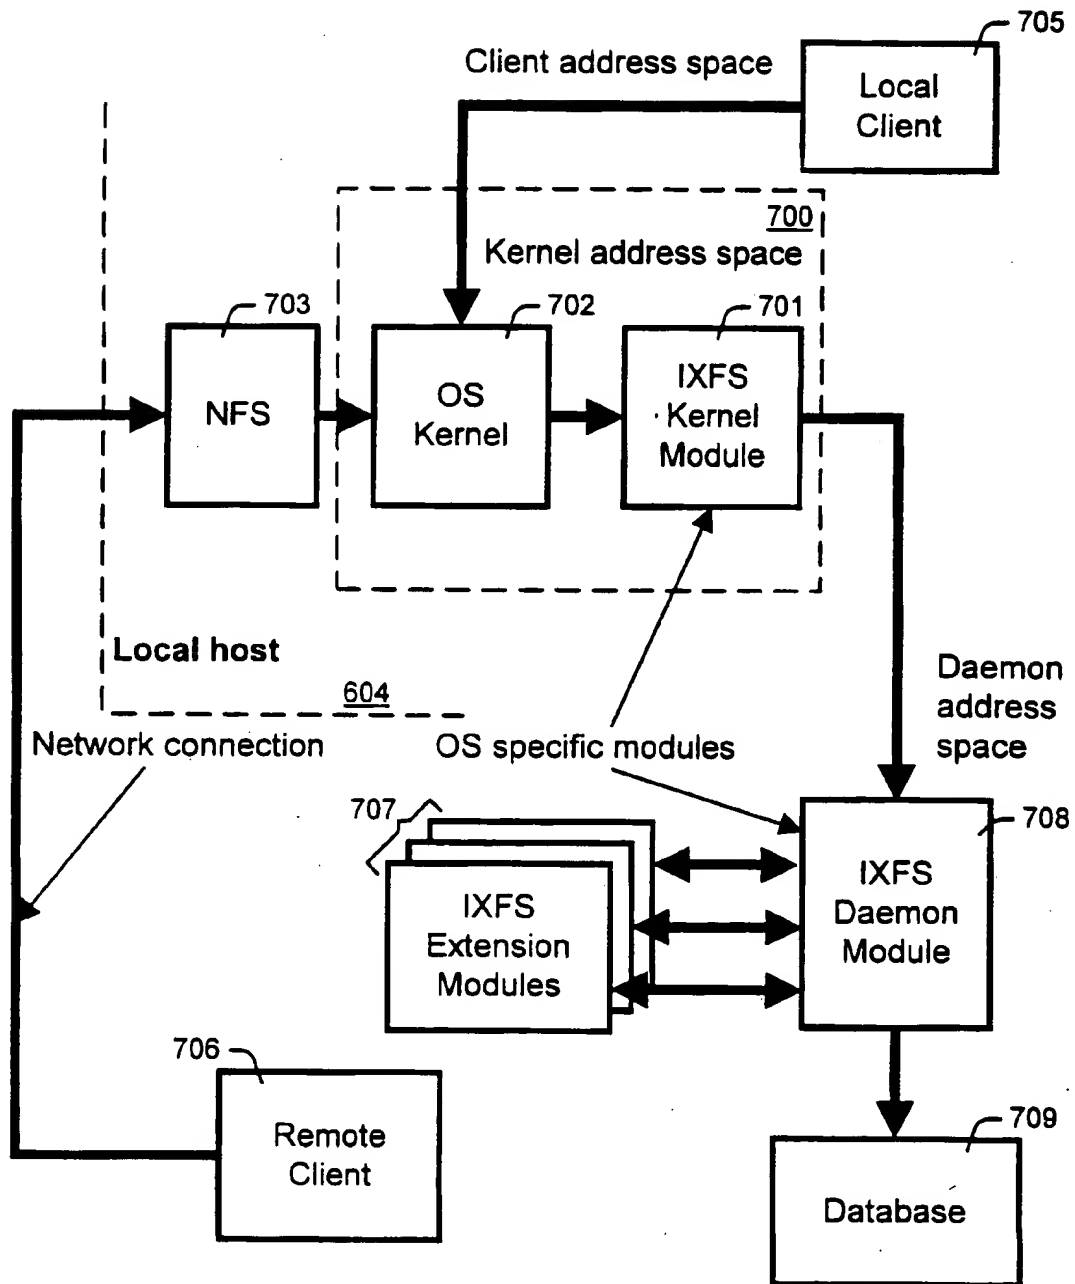 705
Client address space
Local
Client
700
Kernel address space
703
702
701
NFS
OS
Kernel
IXFS
Kernel
Module
Local host
604
Daemon
address
space
Network connection
OS specific modules
707
708
IXFS
Extension
Modules
IXFS
Daemon
Module
706
Remote
Client
709
Database